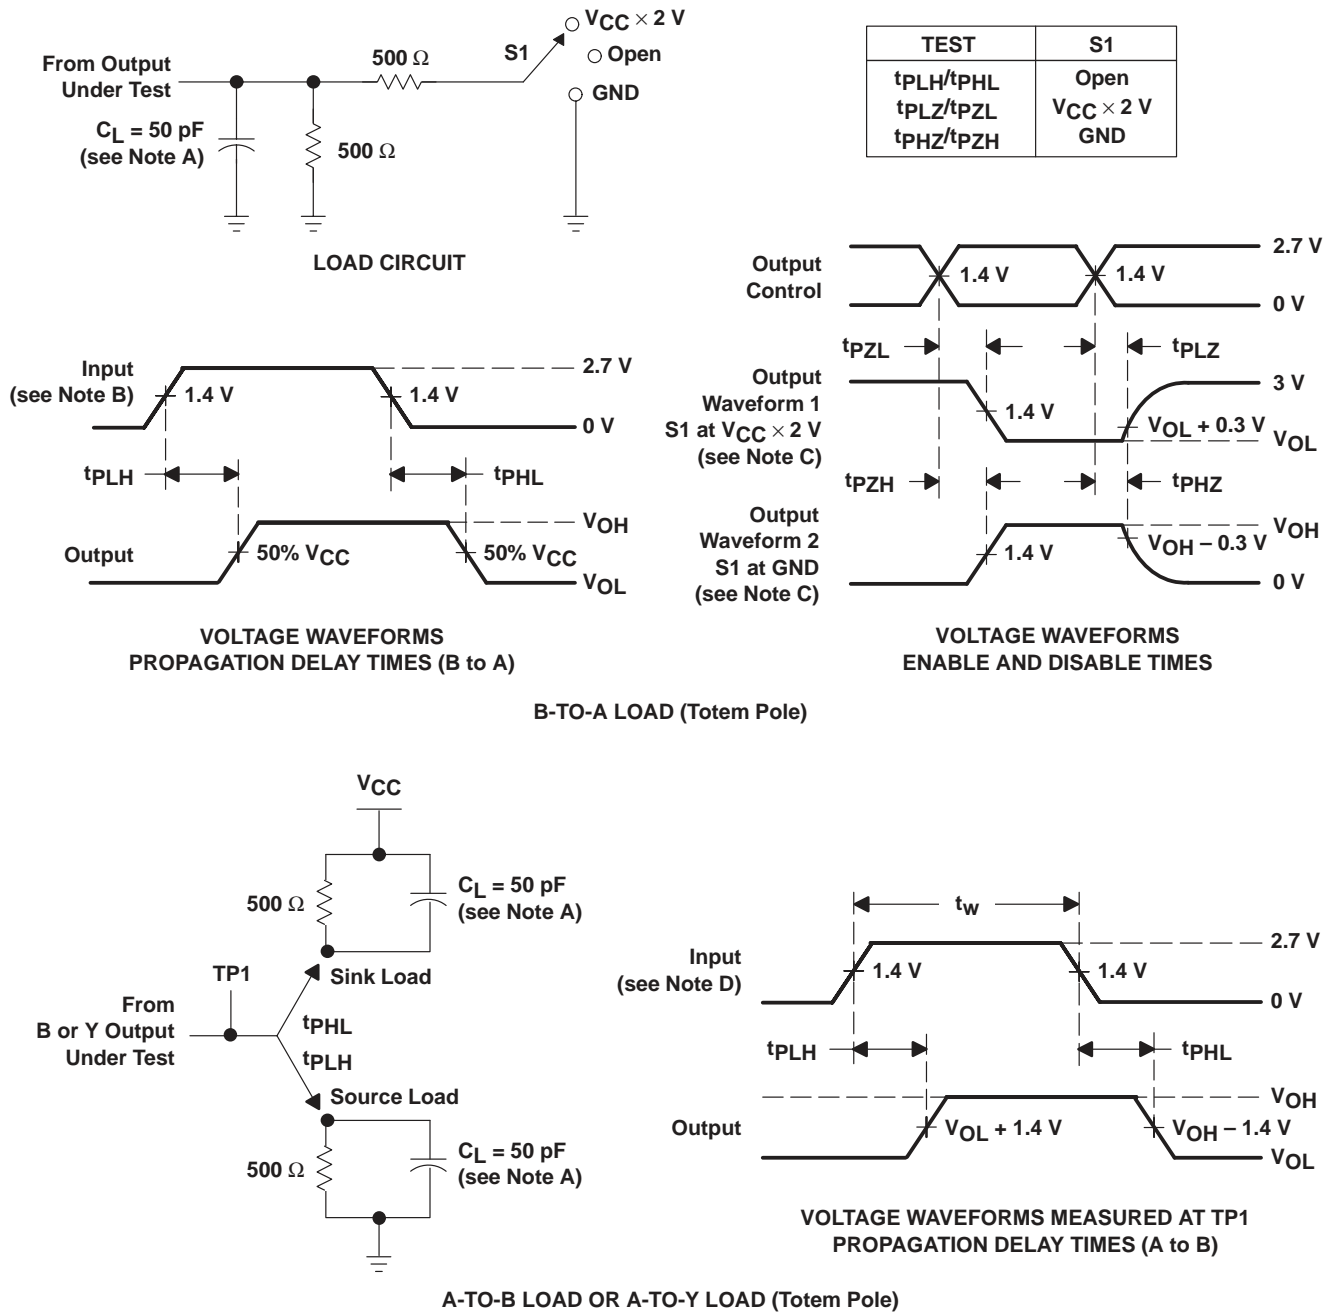 VCC × 2 V
S1
Open
GND
500 Ω
From Output
Under Test
CL = 50 pF
(see Note A)
500 Ω
LOAD CIRCUIT
TEST S1
tPLH/tPHL Open
tPLZ/tPZL VCC × 2 V
tPHZ/tPZH GND
Input
(see Note B)
1.4 V
1.4 V
2.7 V
0 V
tPLH
tPHL
Output
50% VCC
50% VCC
VOH
VOL
VOLTAGE WAVEFORMS
PROPAGATION DELAY TIMES (B to A)
Output
Control
1.4 V
1.4 V
2.7 V
0 V
tPZL
tPLZ
Output
Waveform 1
S1 at VCC × 2 V
(see Note C)
1.4 V
3 V
VOL + 0.3 V
VOL
tPZH
tPHZ
Output
Waveform 2
S1 at GND
(see Note C)
1.4 V
VOH
VOH – 0.3 V
0 V
VOLTAGE WAVEFORMS
ENABLE AND DISABLE TIMES
B-TO-A LOAD (Totem Pole)
VCC
500 Ω
CL = 50 pF
(see Note A)
TP1
Sink Load
From
B or Y Output
Under Test
tPHL
tPLH
Source Load
500 Ω
CL = 50 pF
(see Note A)
tw
Input
(see Note D)
1.4 V
1.4 V
2.7 V
0 V
tPLH
tPHL
Output
VOL + 1.4 V
VOH – 1.4 V
VOH
VOL
VOLTAGE WAVEFORMS MEASURED AT TP1
PROPAGATION DELAY TIMES (A to B)
A-TO-B LOAD OR A-TO-Y LOAD (Totem Pole)